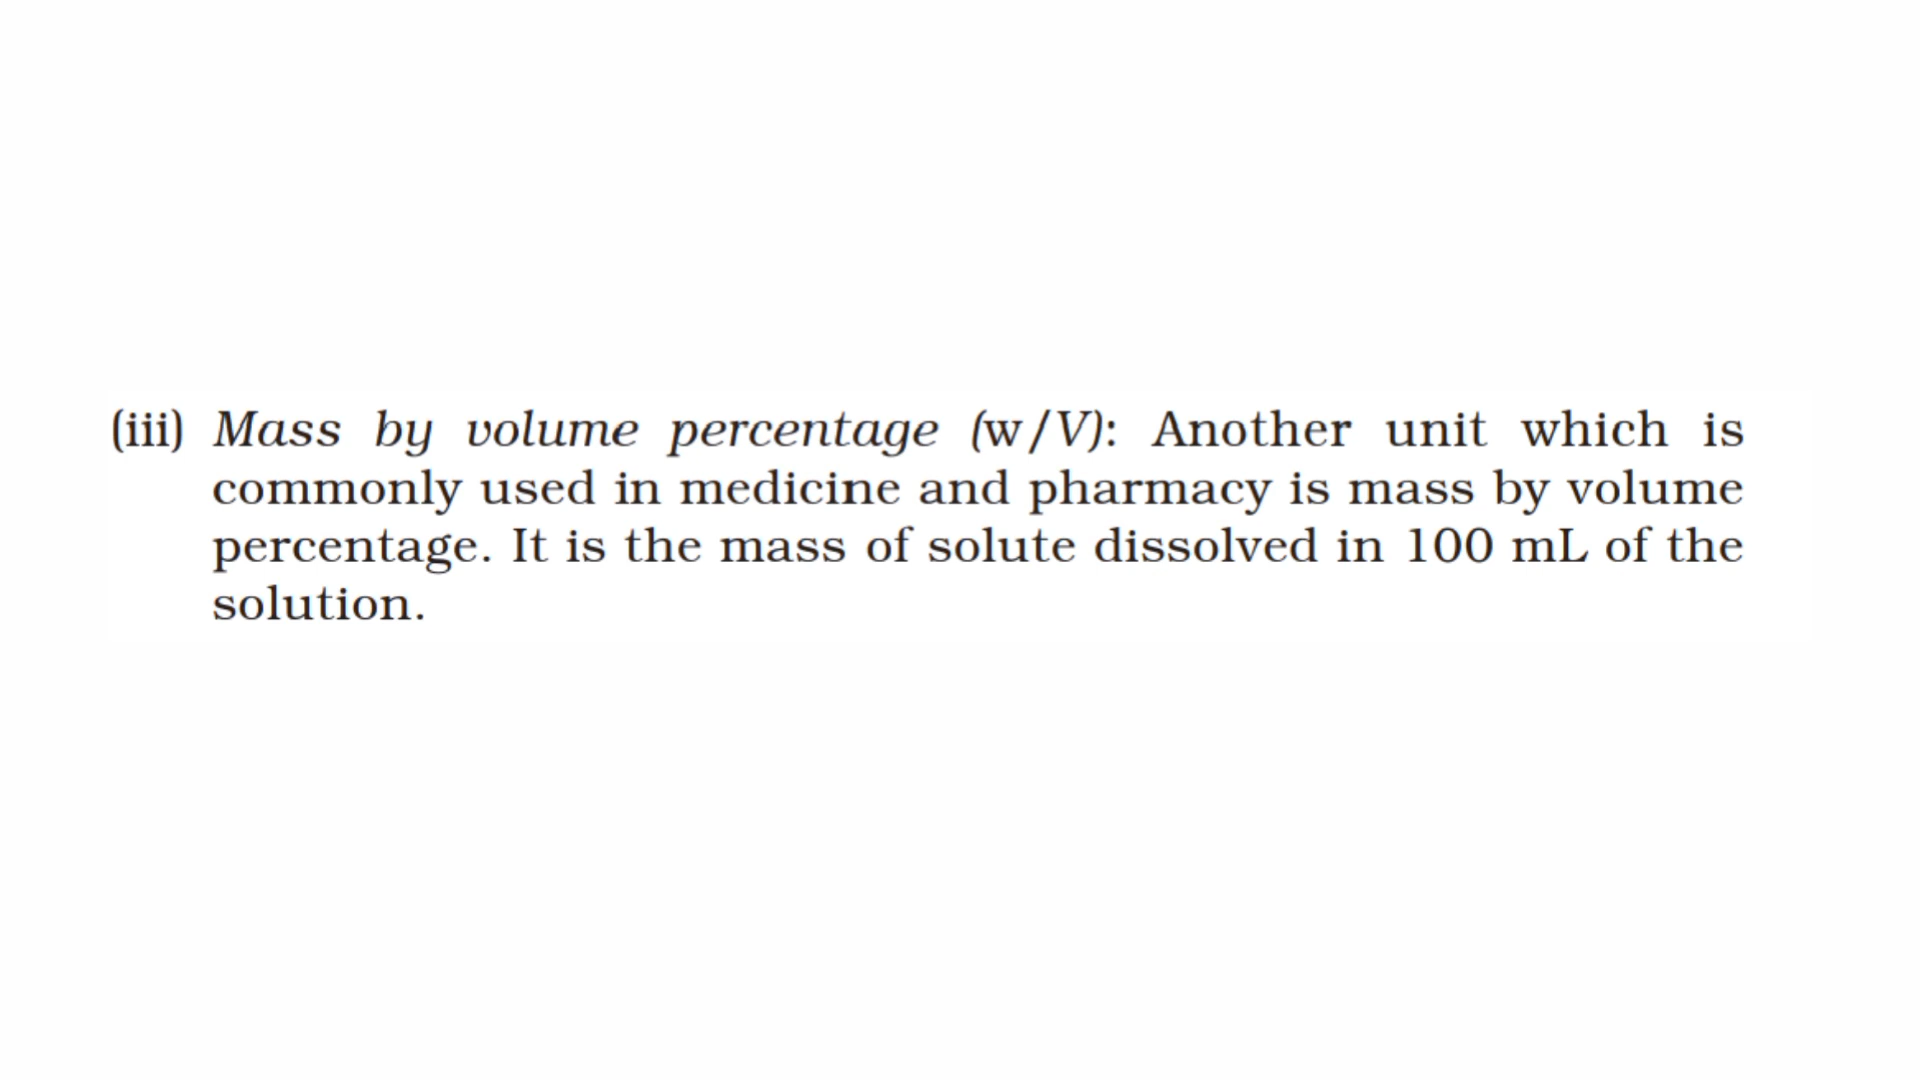 (iii) Mass by volume percentage (w/V): Another unit which is
commonly used in medicine and pharmacy is mass by volume
percentage. It is the mass of solute dissolved in 100 mL of the
solution.